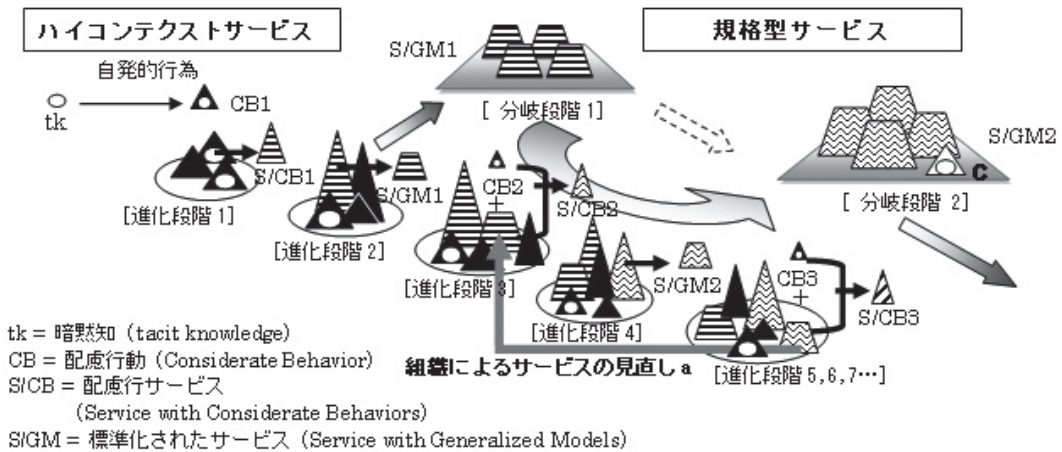 ハイコンテクストサービス
規格型サービス
自発的行為
tk
CB1
S/GM1
[ 分岐段階 1]
S/GM2
C
[ 分岐段階 2]
S/CB1
[進化段階 1]
S/GM1
[進化段階 2]
CB2
+
S/CB2
[進化段階 3]
S/GM2
[進化段階 4]
CB3
+
S/CB3
[進化段階 5,6,7…]
組織によるサービスの見直し a
tk = 暗黙知 (tacit knowledge)
CB = 配慮行動 (Considerate Behavior)
S/CB = 配慮行サービス
(Service with Considerate Behaviors)
S/GM = 標準化されたサービス (Service with Generalized Models)